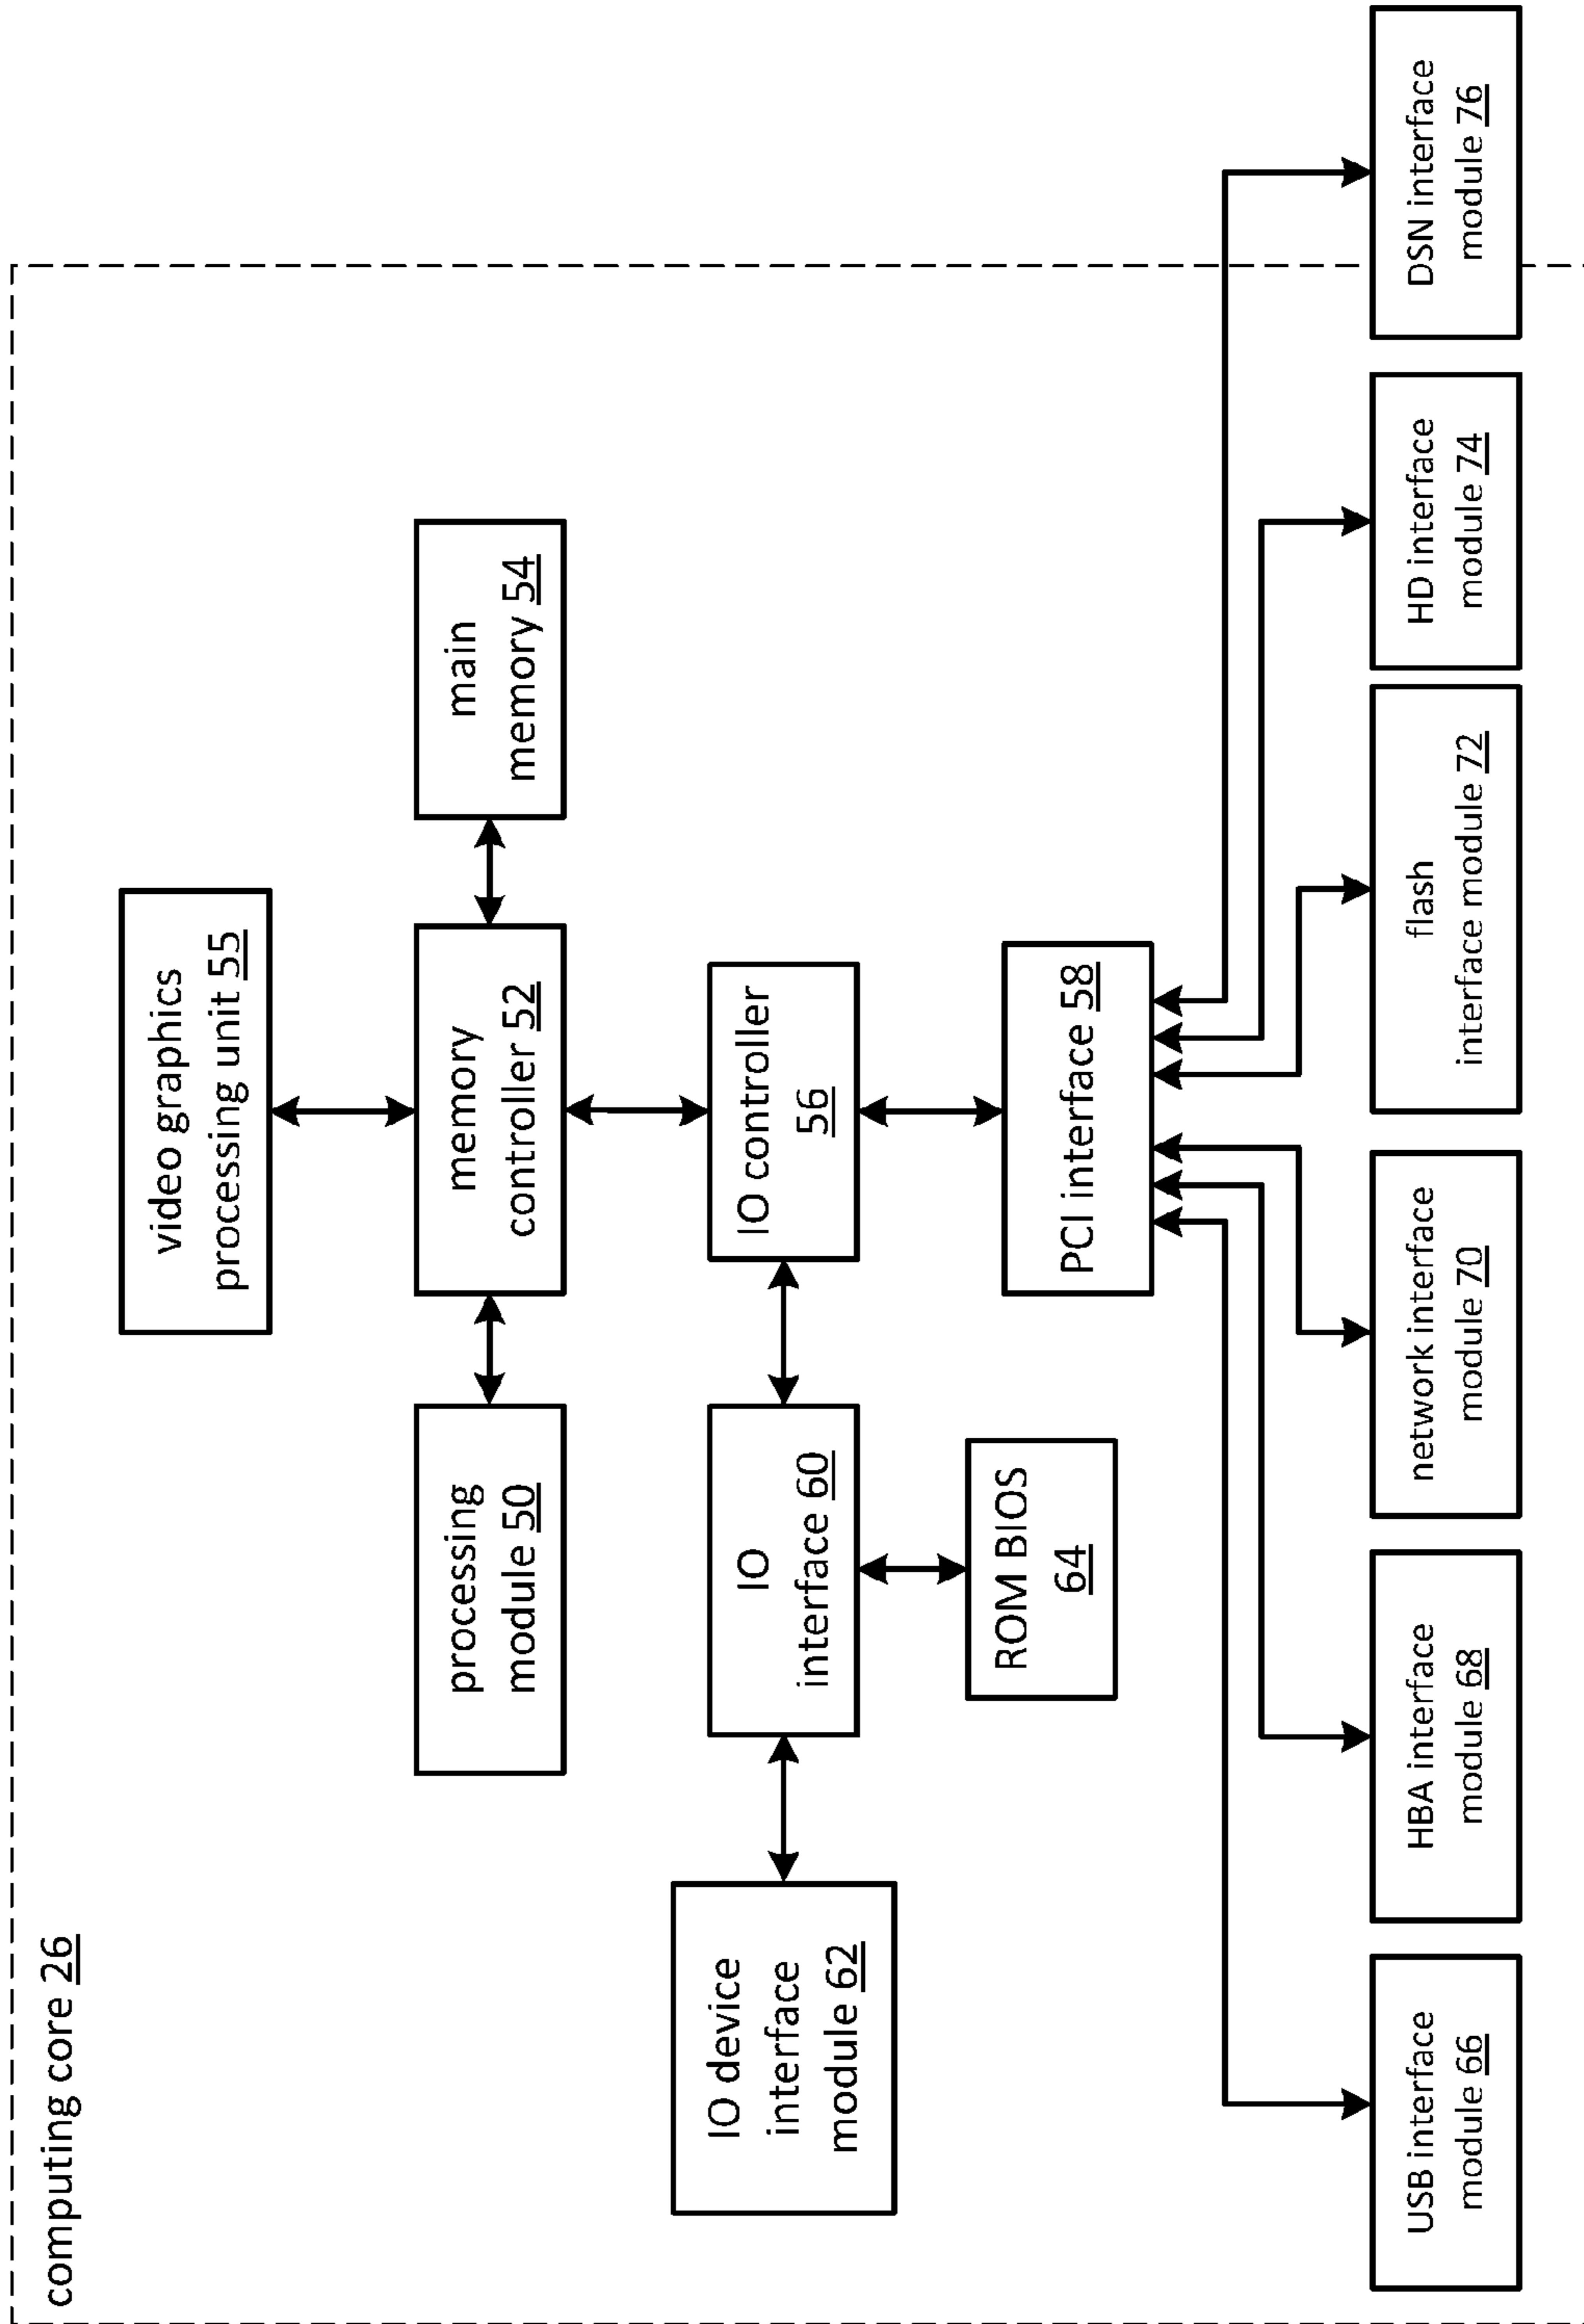 computing core 26
video graphics
processing unit 55
processing
module 50
memory
controller 52
main
memory 54
IO device
interface
module 62
IO
interface 60
IO controller
56
ROM BIOS
64
PCI interface 58
USB interface
module 66
HBA interface
module 68
network interface
module 70
flash
interface module 72
HD interface
module 74
DSN interface
module 76